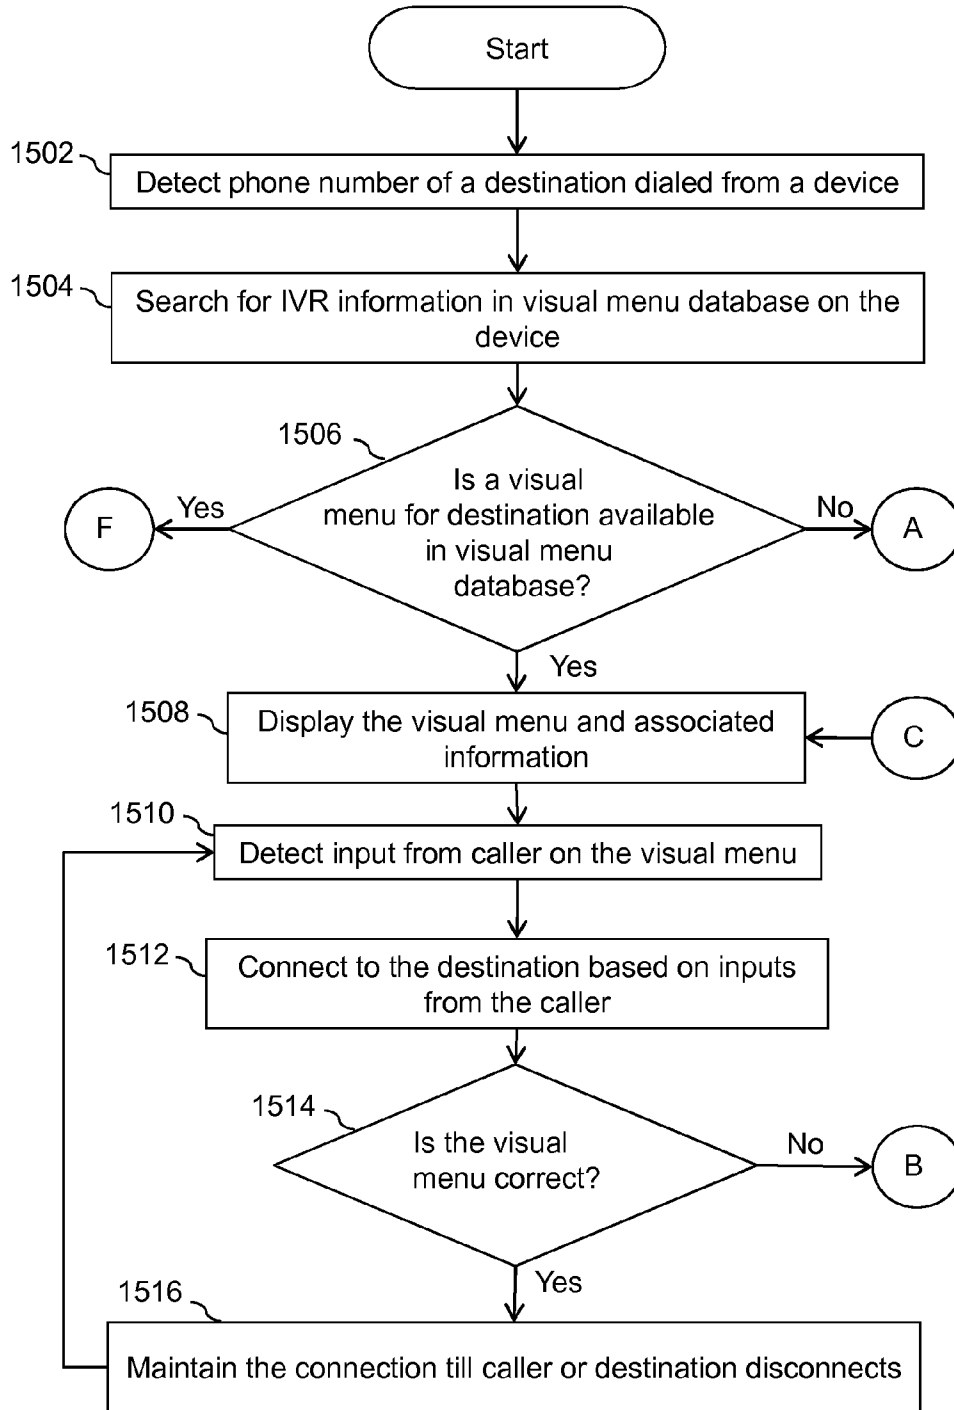 Start
1502
Detect phone number of a destination dialed from a device
1504
Search for IVR information in visual menu database on the
device
1506
Is a visual
menu for destination available
in visual menu
database?
Yes
F
No
A
Yes
1508
Display the visual menu and associated
information
C
1510
Detect input from caller on the visual menu
1512
Connect to the destination based on inputs
from the caller
1514
Is the visual
menu correct?
No
B
Yes
1516
Maintain the connection till caller or destination disconnects